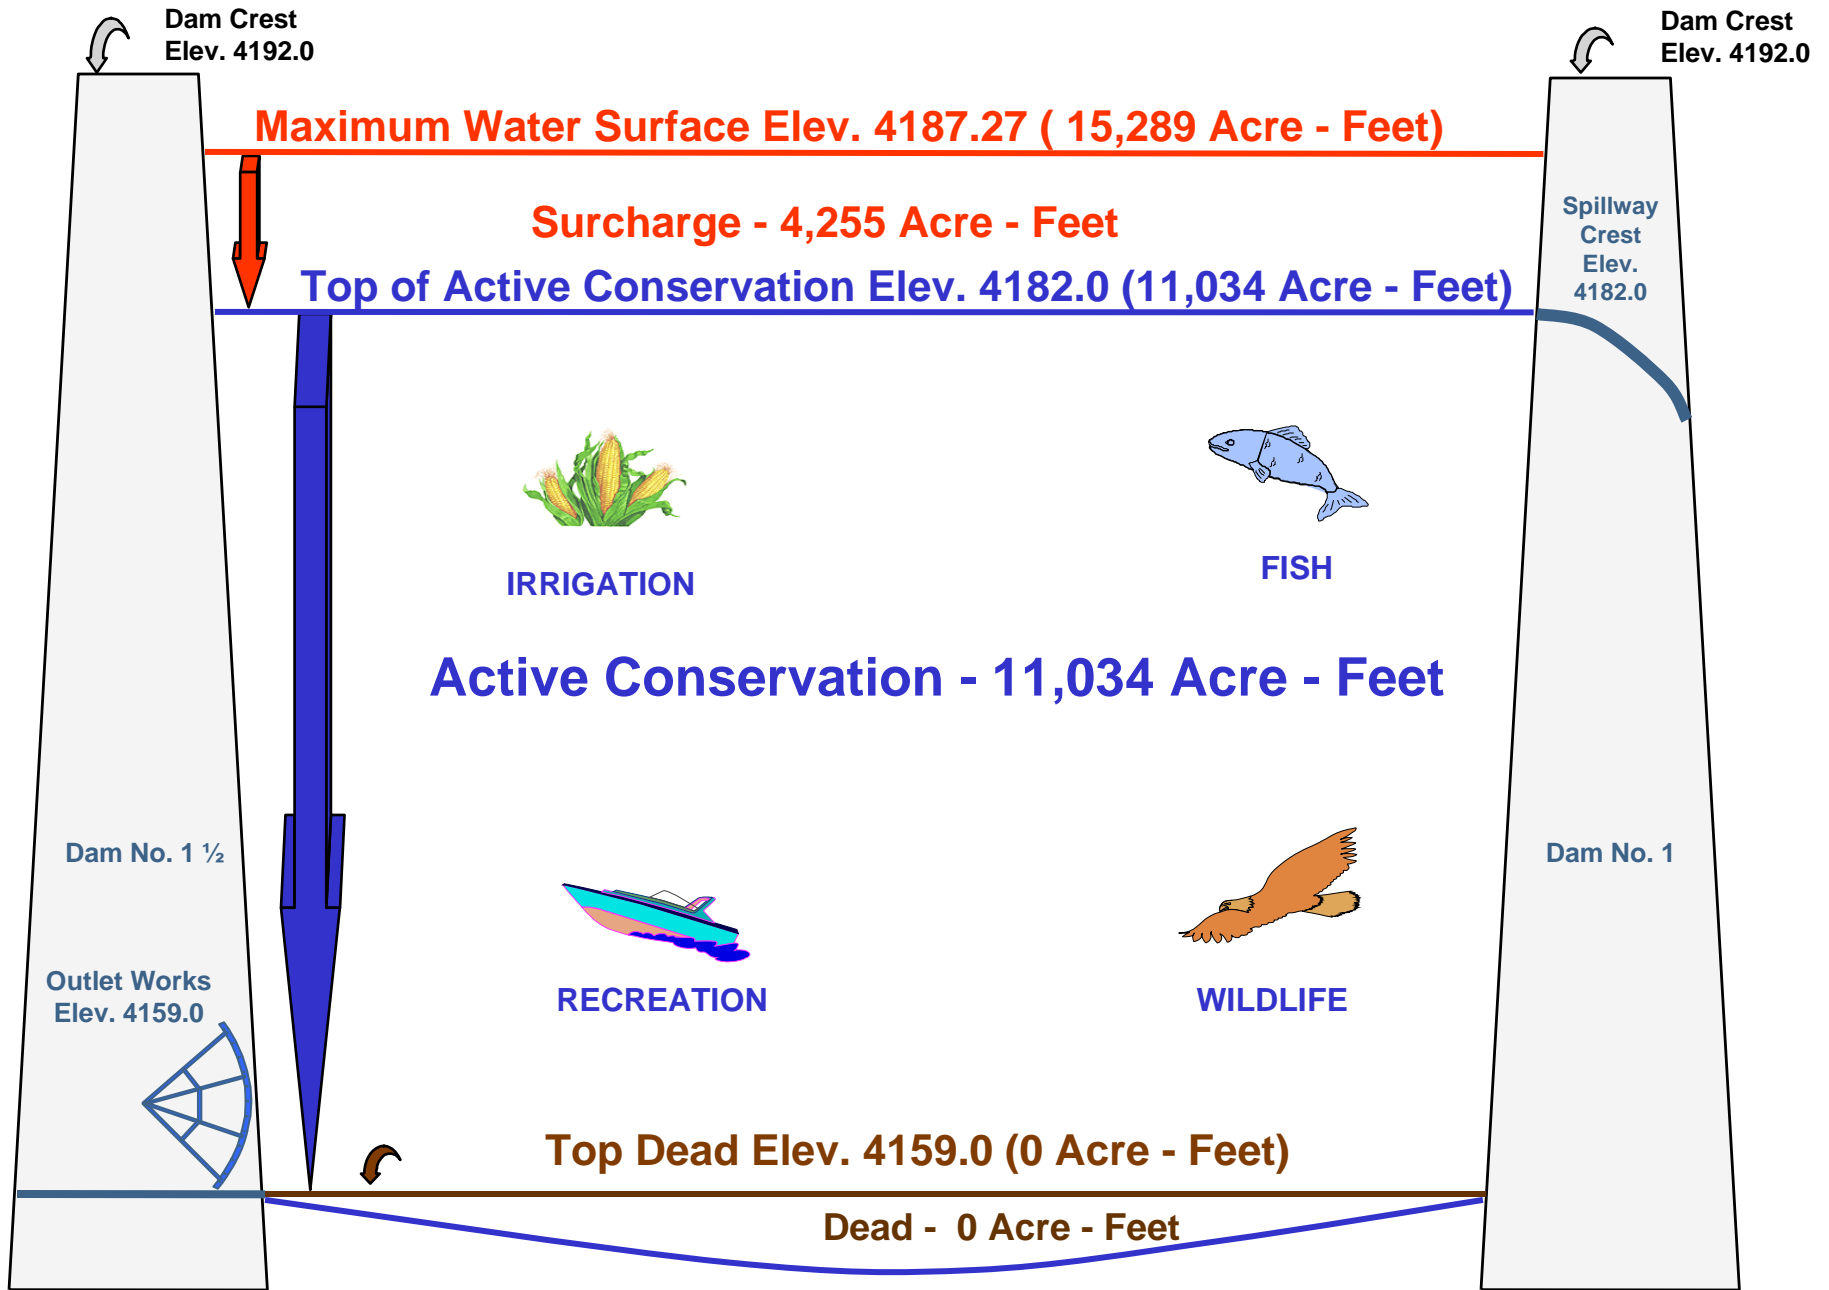 Dam Crest
Elev. 4192.0
Dam Crest
Elev. 4192.0
Maximum Water Surface Elev. 4187.27 ( 15,289 Acre - Feet)
Surcharge - 4,255 Acre - Feet
Spillway
Crest
Elev.
4182.0
Top of Active Conservation Elev. 4182.0 (11,034 Acre - Feet)
IRRIGATION
FISH
Active Conservation - 11,034 Acre - Feet
Dam No. 1 ½
Dam No. 1
Outlet Works
Elev. 4159.0
RECREATION
WILDLIFE
Top Dead Elev. 4159.0 (0 Acre - Feet)
Dead -  0 Acre - Feet